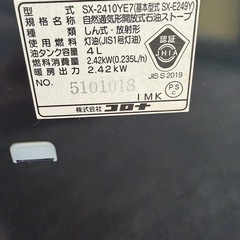 型式 SX-2410YE7(基本型式 SX-E249Y)
種類 自然通気形開放式石油ストーブ
しん式・放射形
使用燃料 灯油(JIS1号灯油)
油タンク容量 4L
燃料消費量 2.42kW(0.235L/h)
暖房出力 2.42kW
NO. 5101018
株式会社コロナ
IMK
認証
JHIA
JIS S 2019
PSC